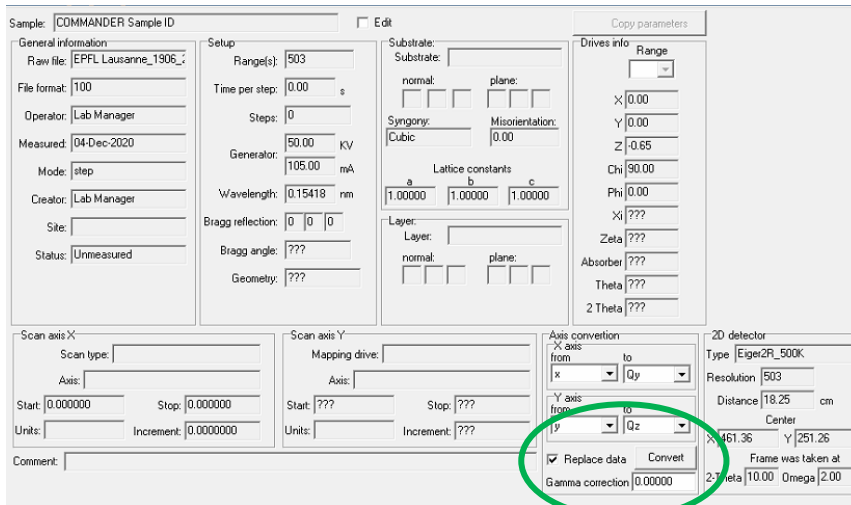 Sample: COMMANDER Sample ID Edit Copy parameters
General information
Raw file: EPFL Lausanne_1906_2
File format: 100
Operator: Lab Manager
Measured: 04-Dec-2020
Mode: step
Creator: Lab Manager
Site:
Status: Unmeasured
Setup
Range(s): 503
Time per step: 0.00 s
Steps: 0
Generator: 50.00 KV
105.00 mA
Wavelength: 0.15418 nm
Bragg reflection: 0 0 0
Bragg angle: ???
Geometry: ???
Substrate:
Substrate:
normal: plane:
Syngony: Misorientation:
Cubic 0.00
Lattice constants
a b c
1.00000 1.00000 1.00000
Layer:
Layer:
normal: plane:
Drives info
Range
X 0.00
Y 0.00
Z -0.65
Chi 90.00
Phi 0.00
Xi ???
Zeta ???
Absorber ???
Theta ???
2 Theta ???
Scan axis X
Scan type:
Axis:
Start: 0.000000 Stop: 0.000000
Units: Increment: 0.0000000
Scan axis Y
Mapping drive:
Axis:
Start: ??? Stop: ???
Units: Increment: ???
Comment:
Axis convertion
X axis
from to
x Qy
Y axis
from to
y Qz
Replace data Convert
Gamma correction 0.00000
2D detector
Type Eiger2R_500K
Resolution 503
Distance 18.25 cm
Center
X 461.36 Y 251.26
Frame was taken at
2-Theta 10.00 Omega 2.00